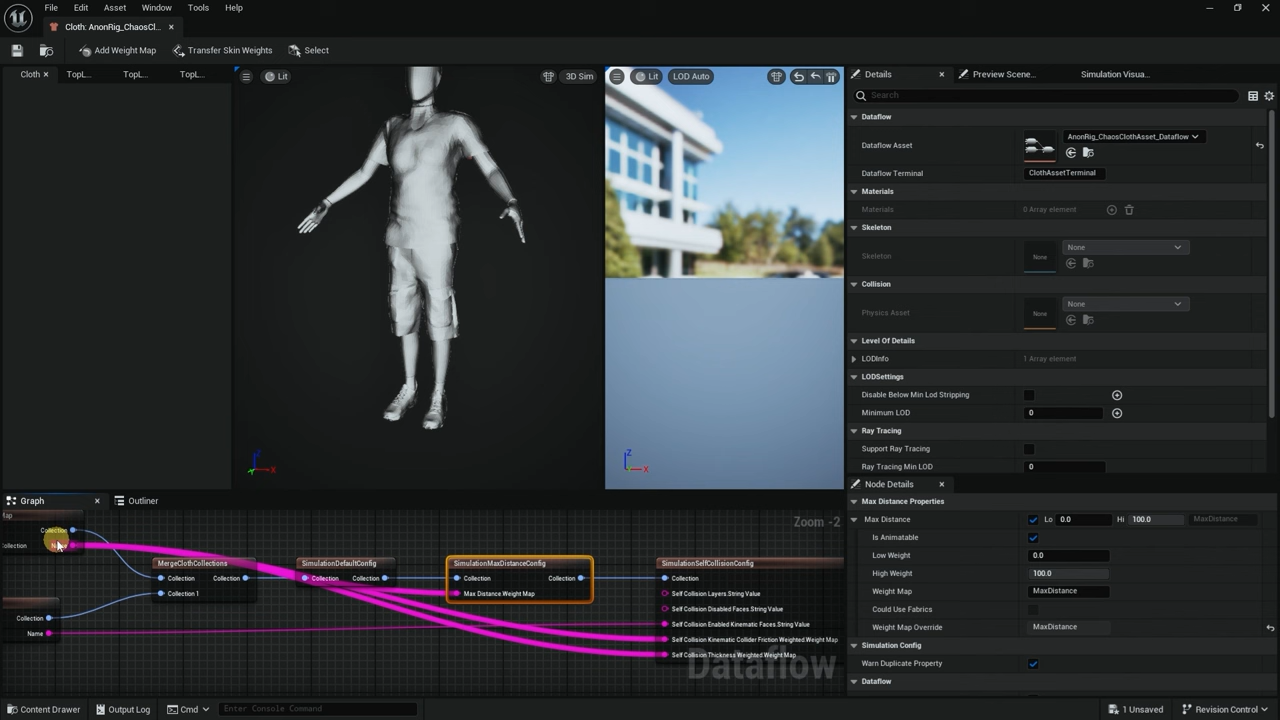 File Edit Asset Window Tools Help
Cloth: AnonRig_ChaosCl...
Add Weight Map Transfer Skin Weights Select
Cloth TopL... TopL... TopL...
Lit 3D Sim
Lit LOD Auto
Details Preview Scene... Simulation Visua...
Search
Dataflow
Dataflow Asset AnonRig_ChaosClothAsset_Dataflow
Dataflow Terminal ClothAssetTerminal
Materials
Materials 0 Array element
Skeleton
Skeleton None None
Collision
Physics Asset None None
Level Of Details
LODInfo 1 Array element
LODSettings
Disable Below Min Lod Stripping
Minimum LOD 0
Ray Tracing
Support Ray Tracing
Ray Tracing Min LOD 0
Z X
Z X
Graph Outliner
Zoom -2
Map
Collection
Collection
Collection
Name
MergeClothCollections
Collection Collection
Collection 1
SimulationDefaultConfig
Collection Collection
SimulationMaxDistanceConfig
Collection Collection
Max Distance.Weight Map
SimulationSelfCollisionConfig
Collection
Self Collision Layers.String Value
Self Collision Disabled Faces.String Value
Self Collision Enabled Kinematic Faces.String Value
Self Collision Kinematic Collider Friction Weighted.Weight Map
Self Collision Thickness Weighted.Weight Map
Dataflow
Node Details
Max Distance Properties
Max Distance Lo 0.0 Hi 100.0 MaxDistance
Is Animatable
Low Weight 0.0
High Weight 100.0
Weight Map MaxDistance
Could Use Fabrics
Weight Map Override MaxDistance
Simulation Config
Warn Duplicate Property
Dataflow
Content Drawer Output Log Cmd Enter Console Command 1 Unsaved Revision Control